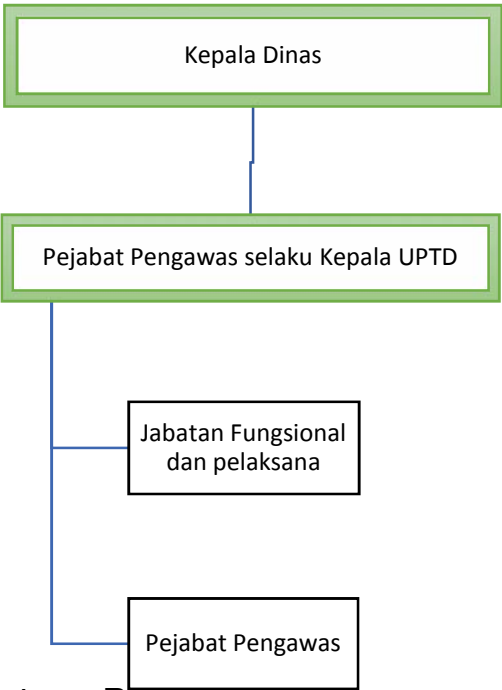 Kepala Dinas
Pejabat Pengawas selaku Kepala UPTD
Jabatan Fungsional
dan pelaksana
Pejabat Pengawas